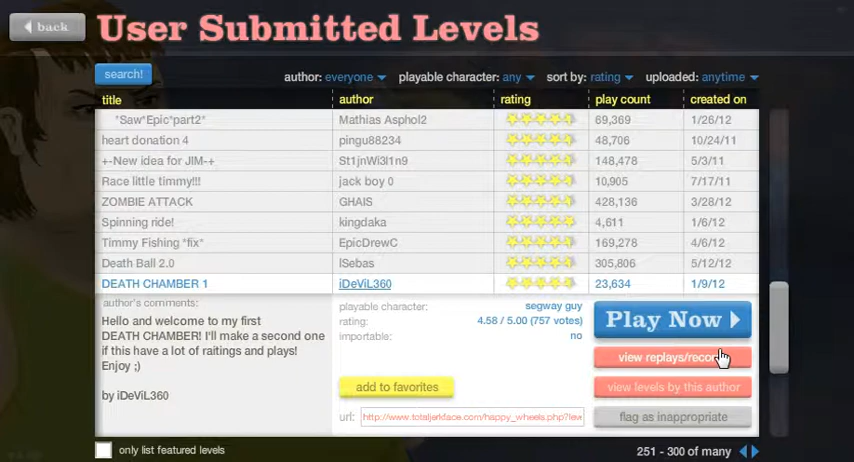 back
User Submitted Levels
search!
author: everyone playable character: any sort by: rating uploaded: anytime
title author rating play count created on
*Saw*Epic*part2* Mathias Asphol2 69,369 1/26/12
heart donation 4 pingu88234 48,706 10/24/11
+-New idea for JIM-+ St1jnWi3l1n9 148,478 5/3/11
Race little timmy!!! jack boy 0 10,905 7/17/11
ZOMBIE ATTACK GHAIS 428,136 3/28/12
Spinning ride! kingdaka 4,611 1/6/12
Timmy Fishing *fix* EpicDrewC 169,278 4/6/12
Death Ball 2.0 lSebas 305,806 5/12/12
DEATH CHAMBER 1 iDeViL360 23,634 1/9/12
author's comments:
Hello and welcome to my first
DEATH CHAMBER! I'll make a second one
if this have a lot of raitings and plays!
Enjoy ;)
by iDeViL360
playable character: segway guy
rating: 4.58 / 5.00 (757 votes)
importable: no
add to favorites
url: http://www.totaljerkface.com/happy_wheels.php?lev
Play Now
view replays/recor
view levels by this author
flag as inappropriate
only list featured levels
251 - 300 of many